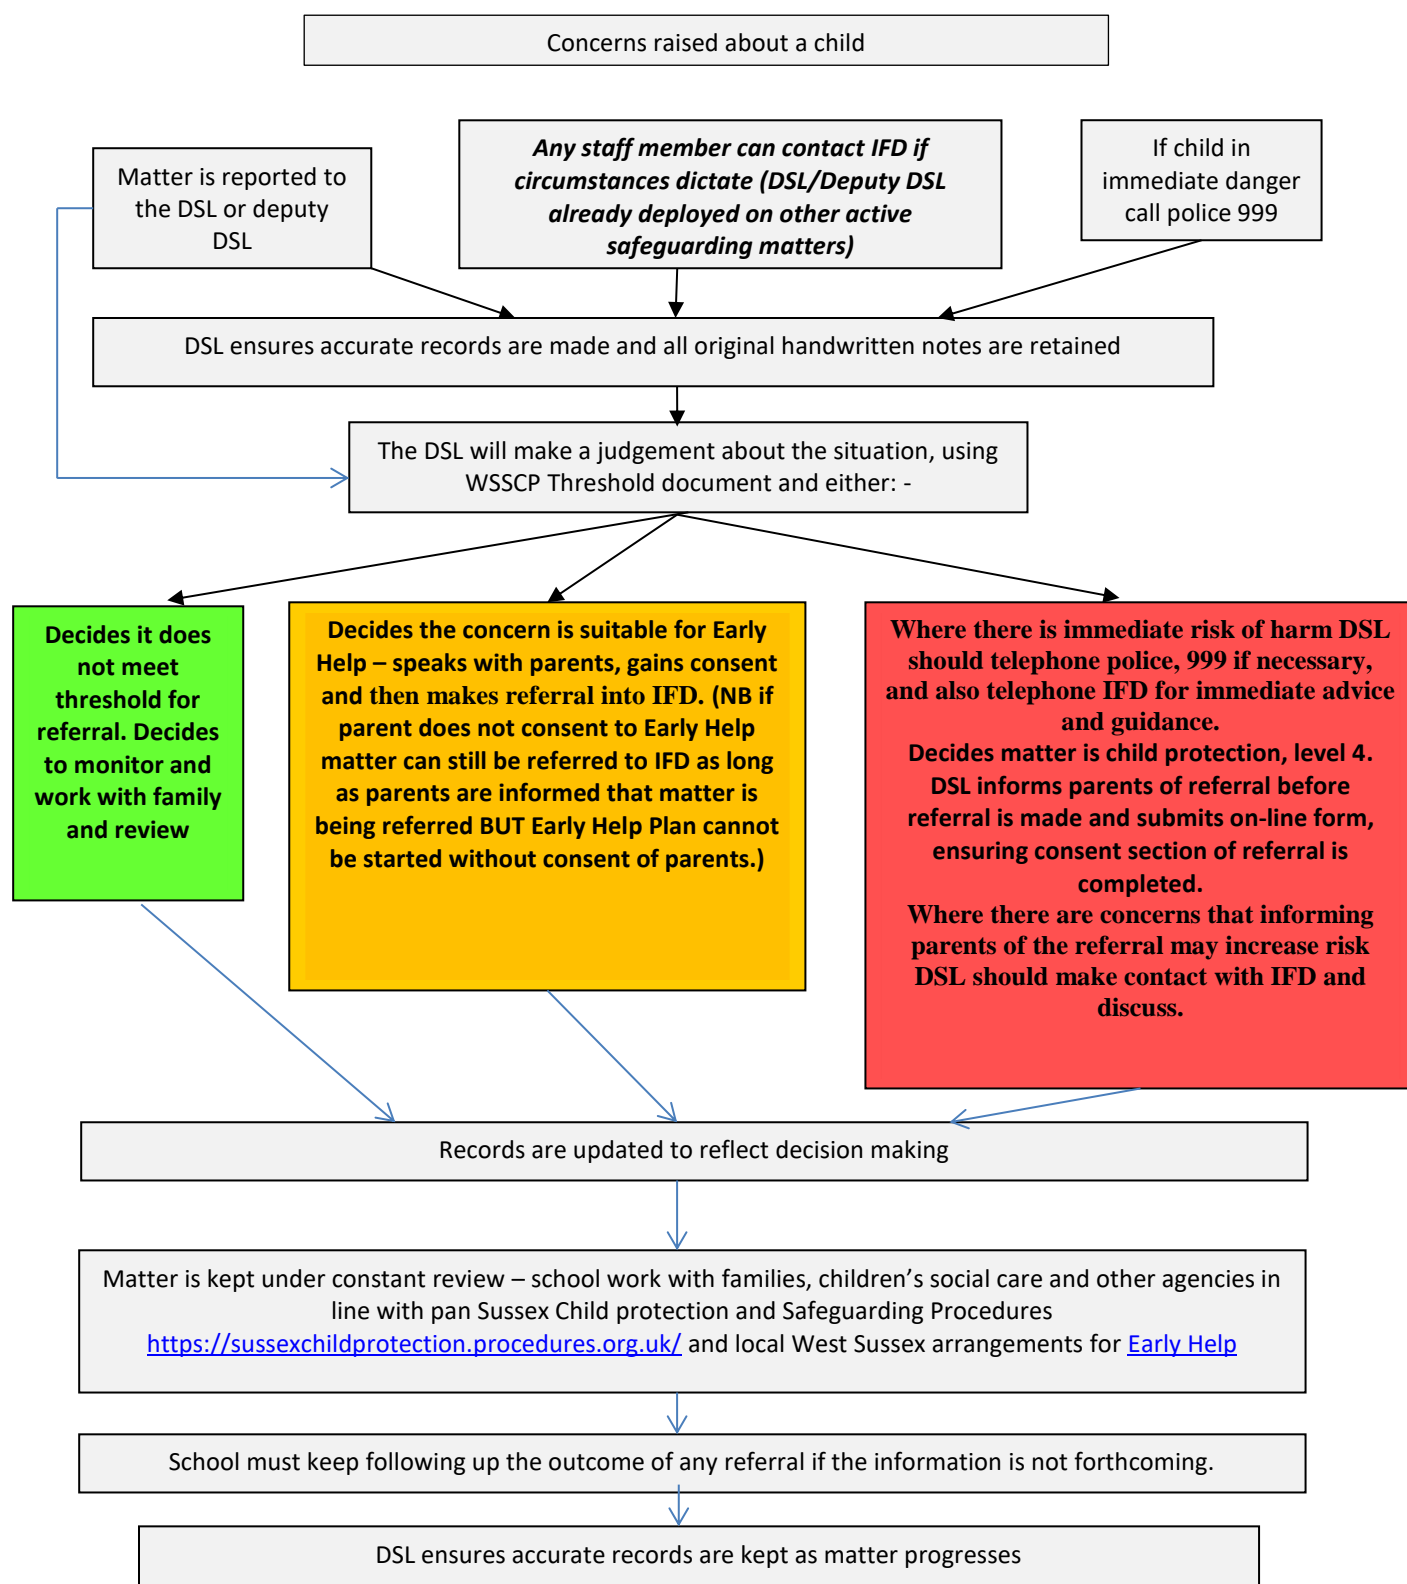 Concerns raised about a child
Matter is reported to
the DSL or deputy
DSL
Any staff member can contact IFD if
circumstances dictate (DSL/Deputy DSL
already deployed on other active
safeguarding matters)
If child in
immediate danger
call police 999
DSL ensures accurate records are made and all original handwritten notes are retained
The DSL will make a judgement about the situation, using
WSSCP Threshold document and either: -
Decides it does
not meet
threshold for
referral. Decides
to monitor and
work with family
and review
Decides the concern is suitable for Early
Help – speaks with parents, gains consent
and then makes referral into IFD. (NB if
parent does not consent to Early Help
matter can still be referred to IFD as long
as parents are informed that matter is
being referred BUT Early Help Plan cannot
be started without consent of parents.)
Where there is immediate risk of harm DSL
should telephone police, 999 if necessary,
and also telephone IFD for immediate advice
and guidance.
Decides matter is child protection, level 4.
DSL informs parents of referral before
referral is made and submits on-line form,
ensuring consent section of referral is
completed.
Where there are concerns that informing
parents of the referral may increase risk
DSL should make contact with IFD and
discuss.
Records are updated to reflect decision making
Matter is kept under constant review – school work with families, children’s social care and other agencies in
line with pan Sussex Child protection and Safeguarding Procedures
https://sussexchildprotection.procedures.org.uk/ and local West Sussex arrangements for Early Help
School must keep following up the outcome of any referral if the information is not forthcoming.
DSL ensures accurate records are kept as matter progresses